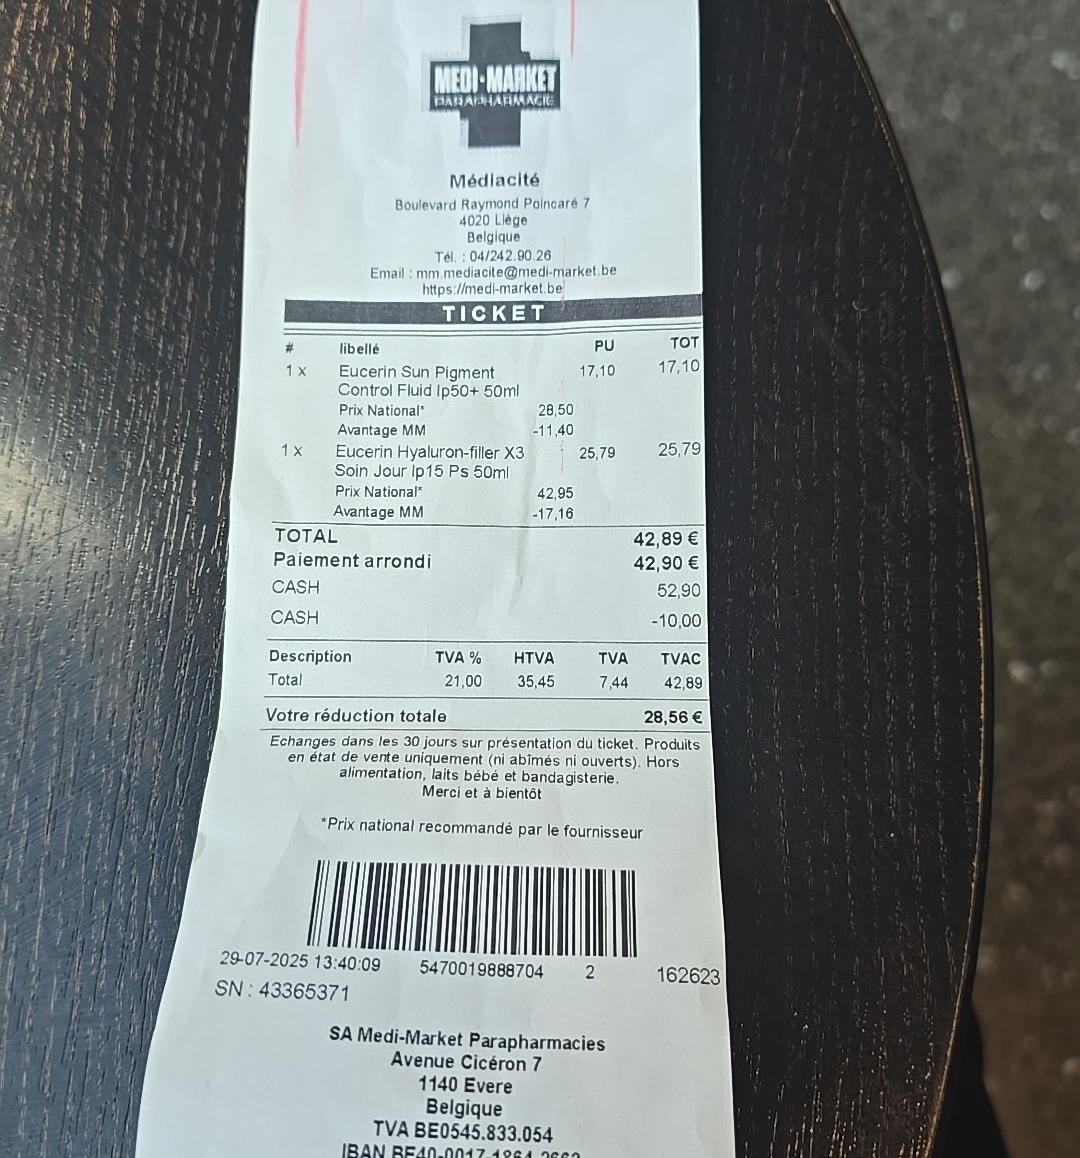 MEDI-MARKET
PARAPHARMACIE
Médiacité
Boulevard Raymond Poincaré 7
4020 Liège
Belgique
Tél. : 04/242.90.26
Email : mm.mediacite@medi-market.be
https://medi-market.be
TICKET
# libellé PU TOT
1 x Eucerin Sun Pigment 17,10 17,10
Control Fluid Ip50+ 50ml
Prix National* 28,50
Avantage MM -11,40
1 x Eucerin Hyaluron-filler X3 25,79 25,79
Soin Jour Ip15 Ps 50ml
Prix National* 42,95
Avantage MM -17,16
TOTAL 42,89 €
Paiement arrondi 42,90 €
CASH 52,90
CASH -10,00
Description TVA % HTVA TVA TVAC
Total 21,00 35,45 7,44 42,89
Votre réduction totale 28,56 €
Echanges dans les 30 jours sur présentation du ticket. Produits
en état de vente uniquement (ni abîmés ni ouverts). Hors
alimentation, laits bébé et bandagisterie.
Merci et à bientôt
*Prix national recommandé par le fournisseur
29-07-2025 13:40:09 5470019888704 2 162623
SN : 43365371
SA Medi-Market Parapharmacies
Avenue Cicéron 7
1140 Evere
Belgique
TVA BE0545.833.054
IBAN BE40-0017-1864